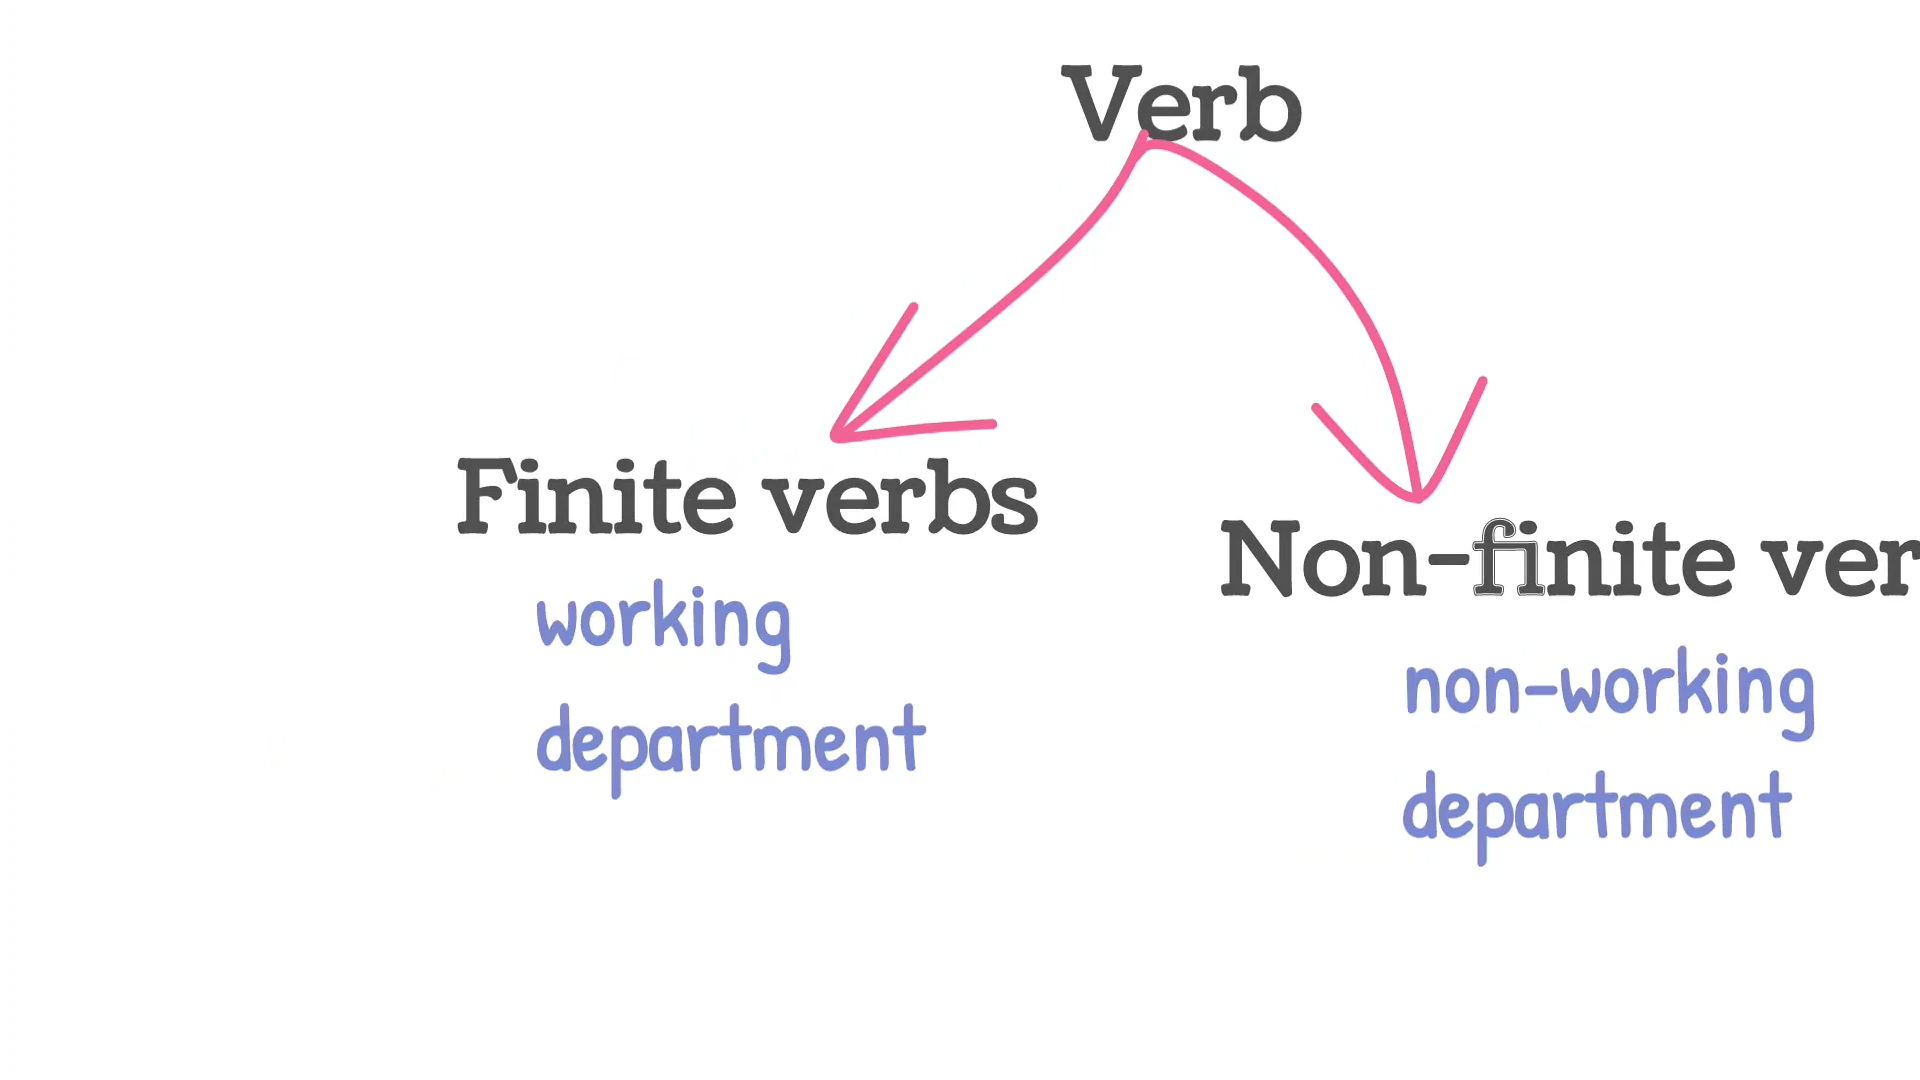 Verb
Finite verbs
working
department
Non-finite ver
non-working
department